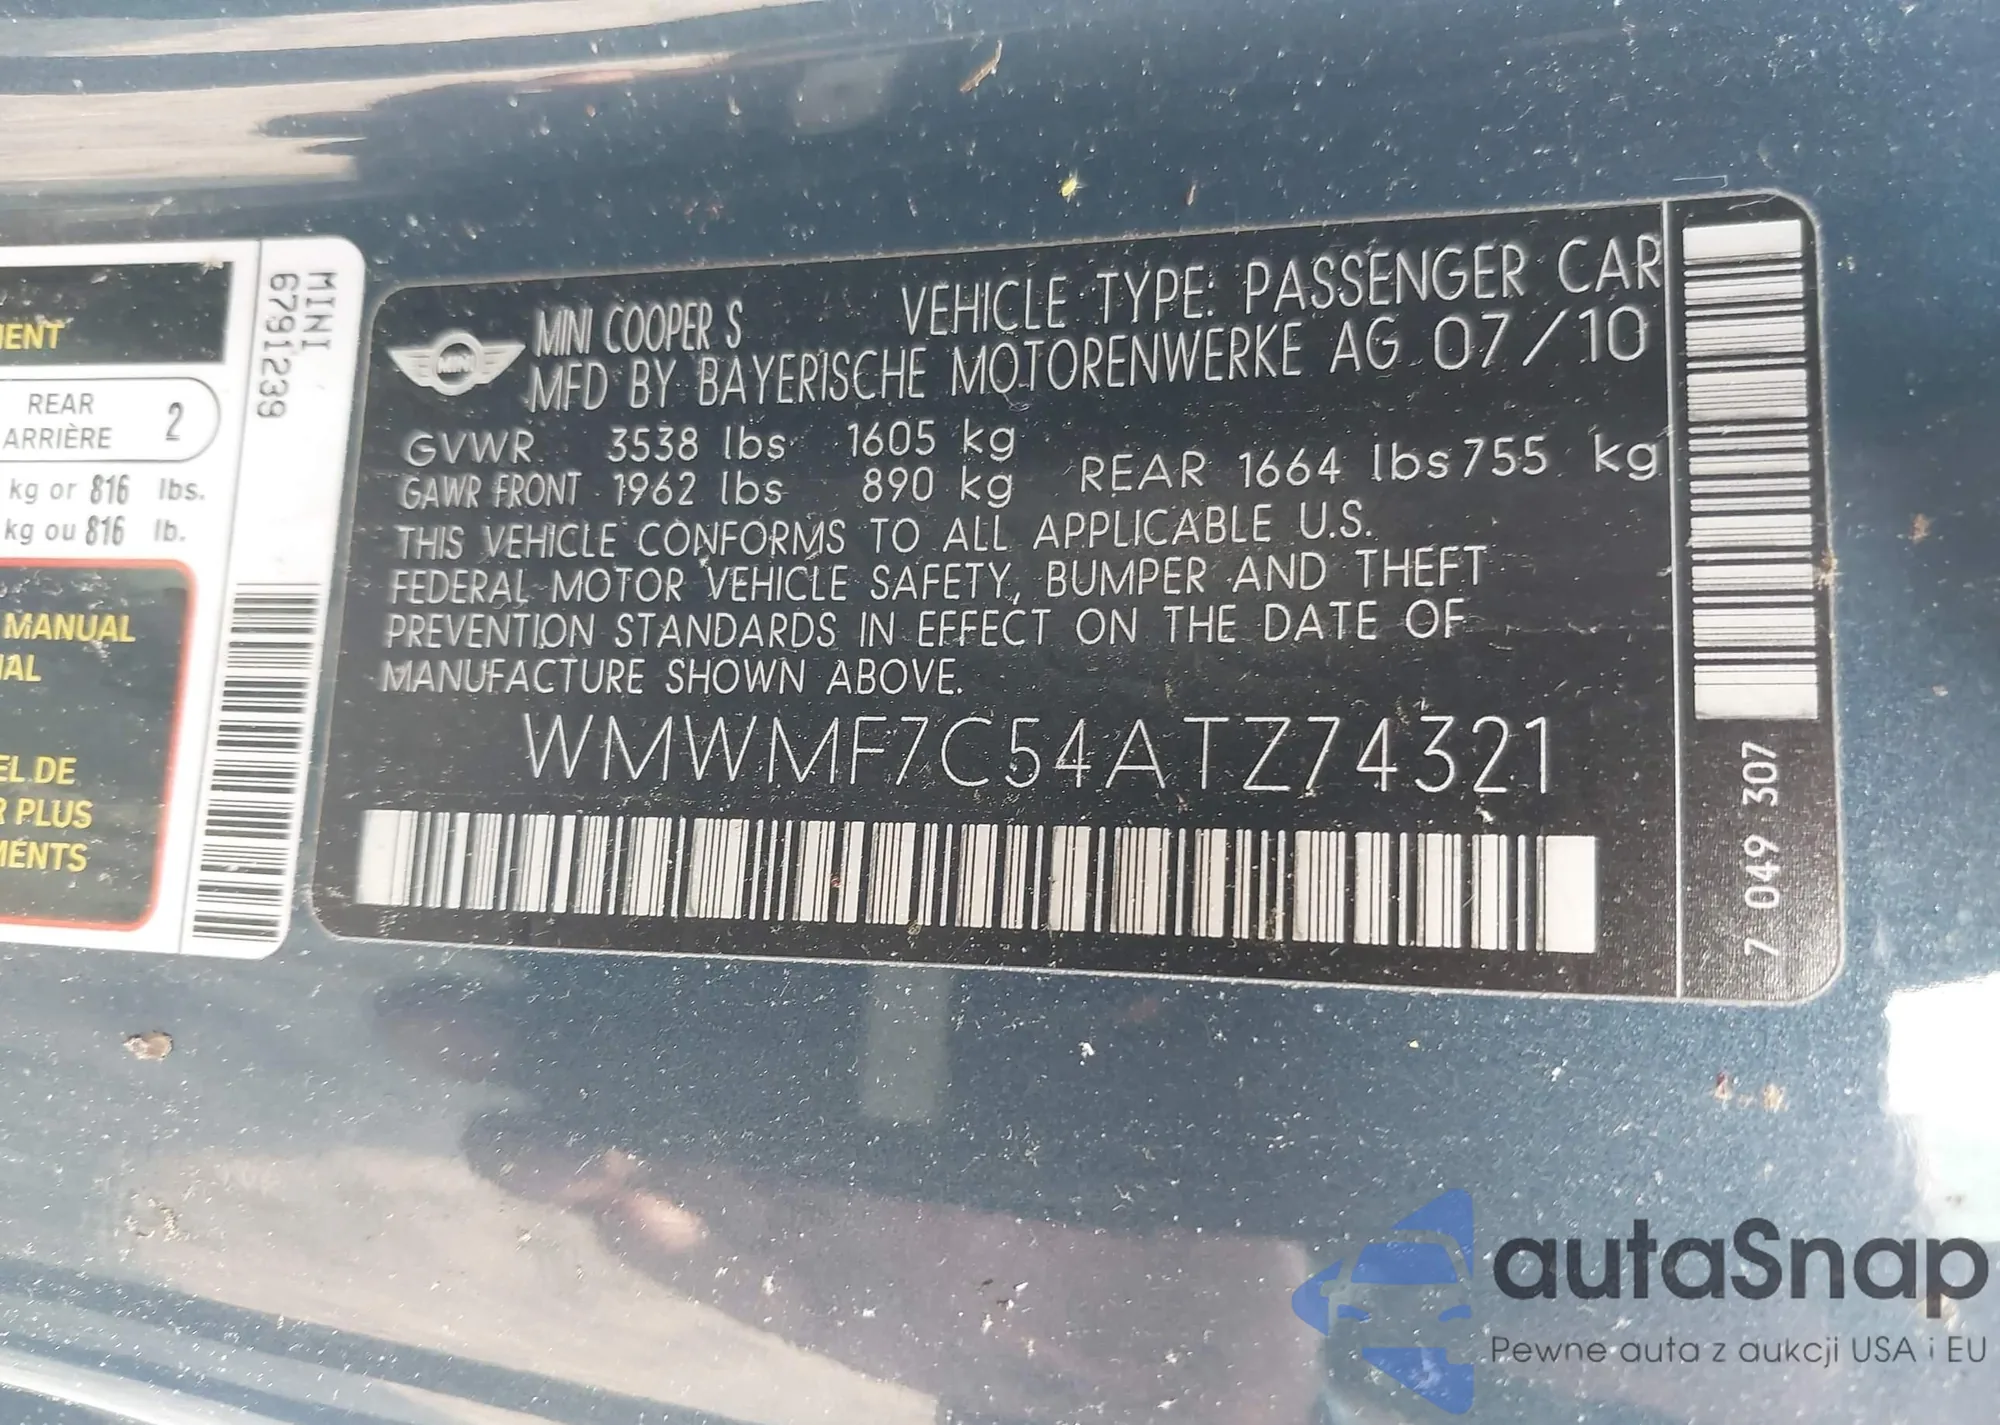 MENT
REAR
ARRIÈRE 2
kg or 816 lbs.
kg ou 816 lb.
MANUAL
EL DE
PLUS
MENTS
MINI
6791239
MINI
MINI COOPER S VEHICLE TYPE: PASSENGER CAR
MFD BY BAYERISCHE MOTORENWERKE AG 07/10
GVWR 3538 lbs 1605 kg
GAWR FRONT 1962 lbs 890 kg REAR 1664 lbs 755 kg
THIS VEHICLE CONFORMS TO ALL APPLICABLE U.S.
FEDERAL MOTOR VEHICLE SAFETY, BUMPER AND THEFT
PREVENTION STANDARDS IN EFFECT ON THE DATE OF
MANUFACTURE SHOWN ABOVE.
WMWMF7C54ATZ74321
7 049 307
autaSnap
Pewne auta z aukcji USA i EU